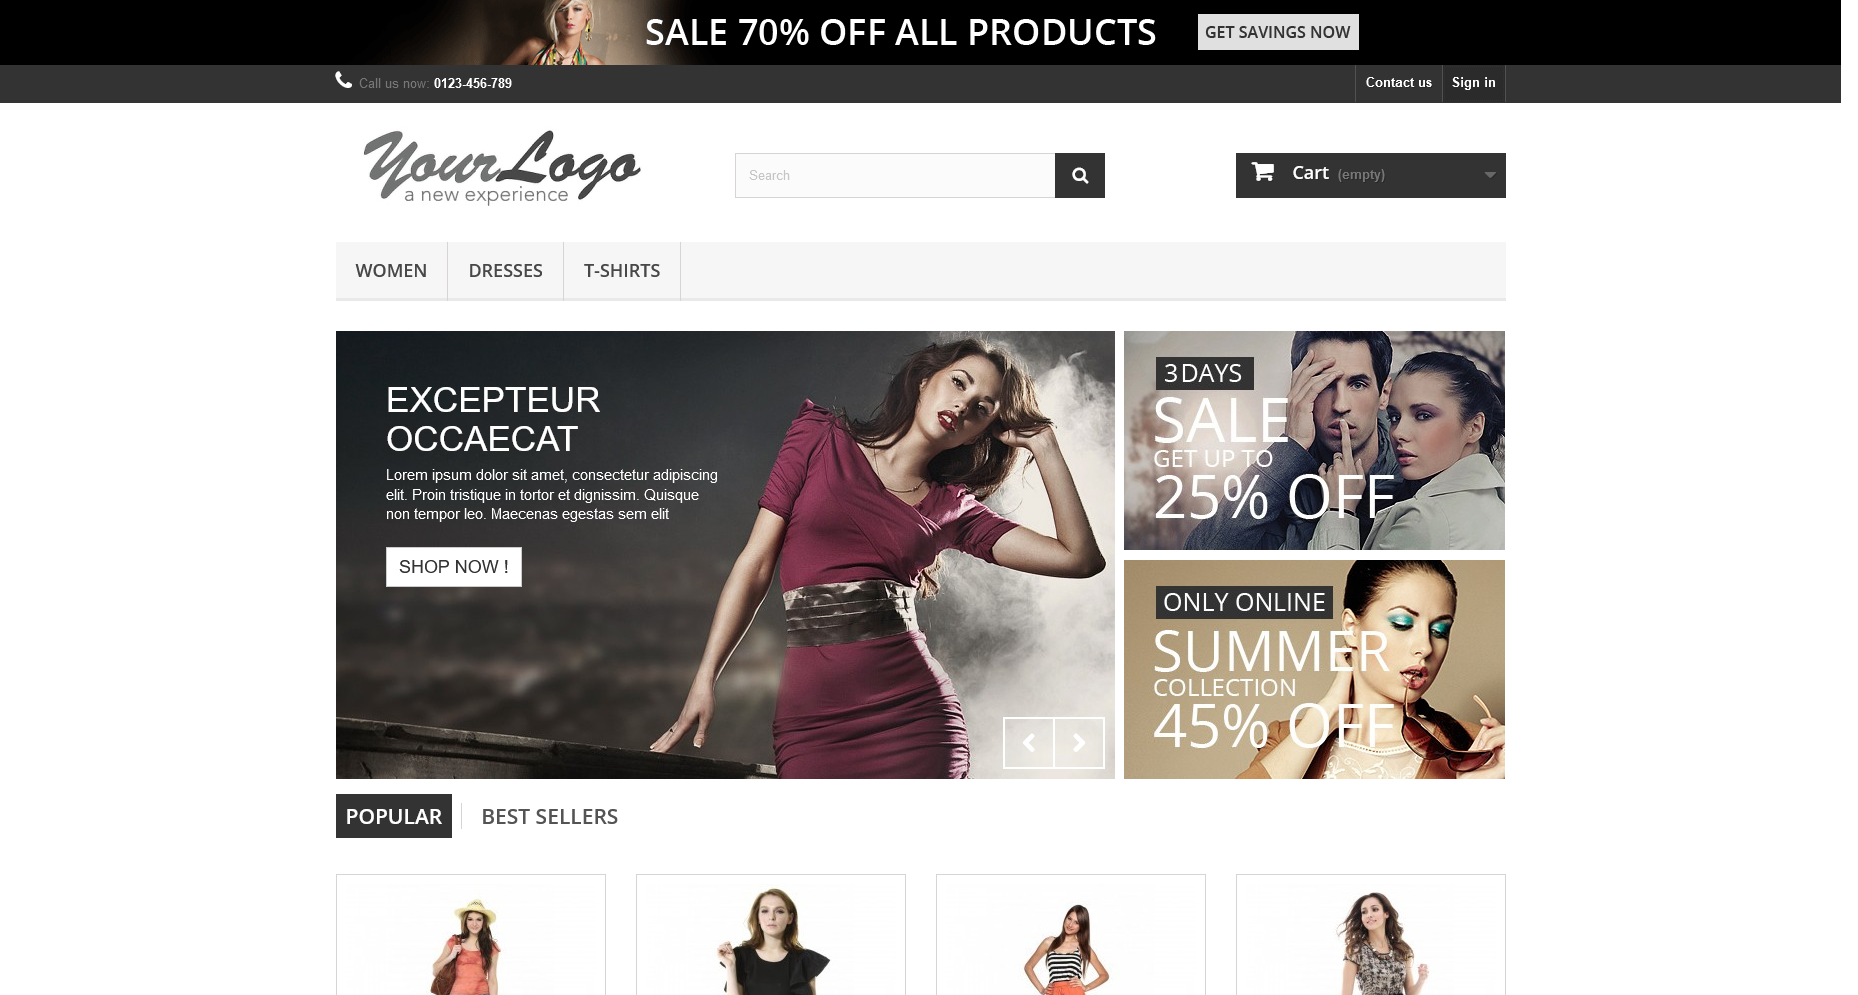 SALE 70% OFF ALL PRODUCTS
GET SAVINGS NOW
Call us now: 0123-456-789
Contact us
Sign in
YourLogo
a new experience
Search
Cart (empty)
WOMEN
DRESSES
T-SHIRTS
EXCEPTEUR
OCCAECAT
Lorem ipsum dolor sit amet, consectetur adipiscing
elit. Proin tristique in tortor et dignissim. Quisque
non tempor leo. Maecenas egestas sem elit
SHOP NOW !
3DAYS
SALE
GET UP TO
25% OFF
ONLY ONLINE
SUMMER
COLLECTION
45% OFF
POPULAR
BEST SELLERS